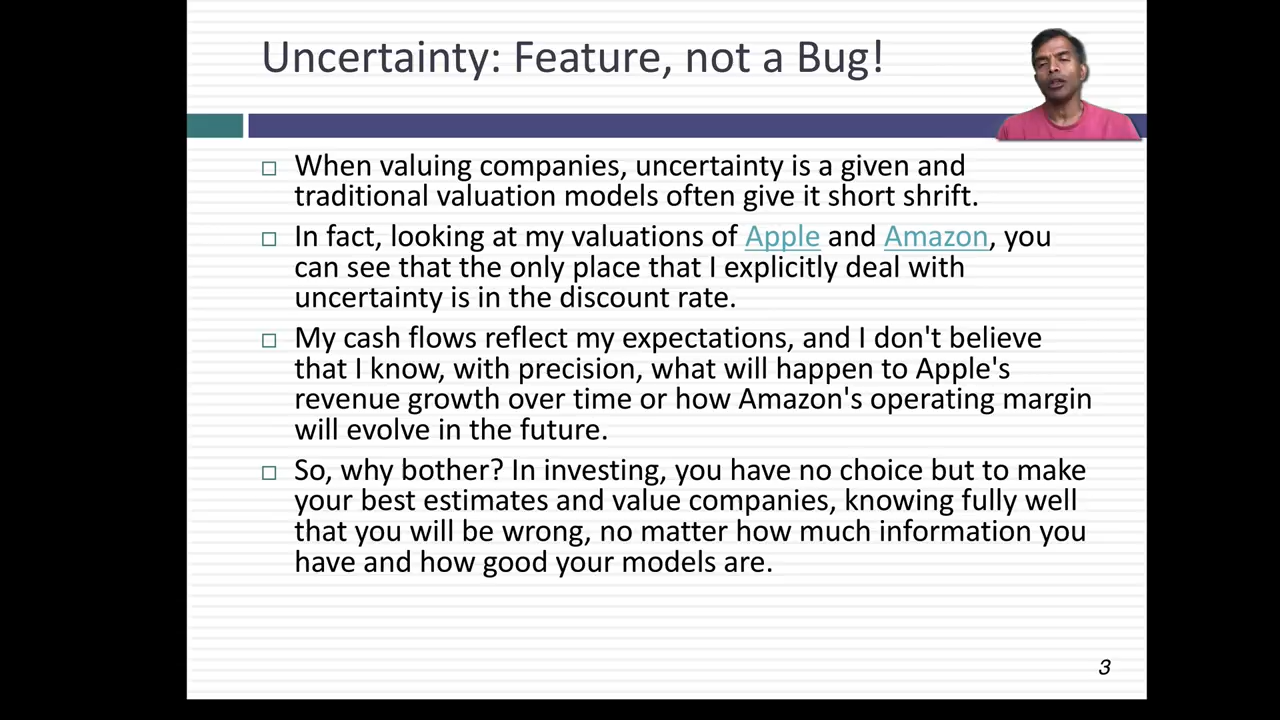 Uncertainty: Feature, not a Bug!
When valuing companies, uncertainty is a given and
traditional valuation models often give it short shrift.
In fact, looking at my valuations of Apple and Amazon, you
can see that the only place that I explicitly deal with
uncertainty is in the discount rate.
My cash flows reflect my expectations, and I don't believe
that I know, with precision, what will happen to Apple's
revenue growth over time or how Amazon's operating margin
will evolve in the future.
So, why bother? In investing, you have no choice but to make
your best estimates and value companies, knowing fully well
that you will be wrong, no matter how much information you
have and how good your models are.
3